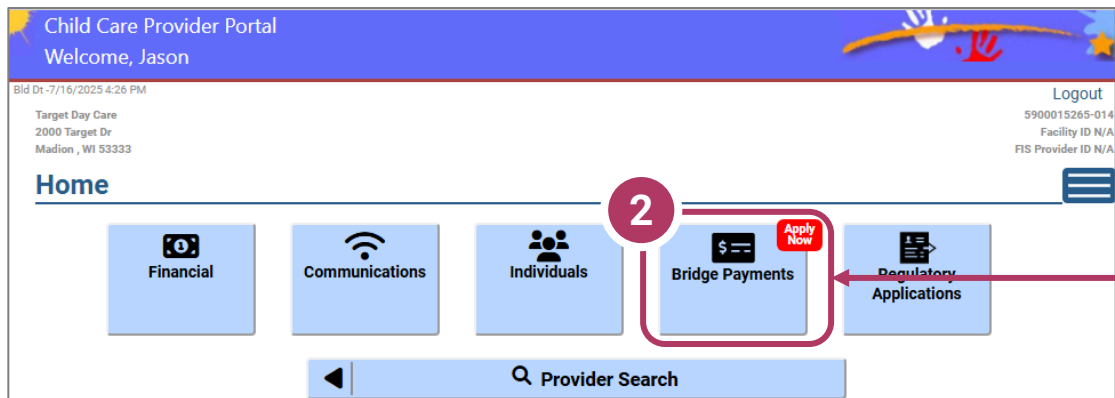 Child Care Provider Portal
Welcome, Jason
Bld Dt -7/16/2025 4:26 PM
Logout
Target Day Care
5900015265-014
2000 Target Dr
Facility ID N/A
Madion , WI 53333
FIS Provider ID N/A
Home
2
Apply
Now
Financial
Communications
Individuals
Bridge Payments
Regulatory
Applications
Provider Search